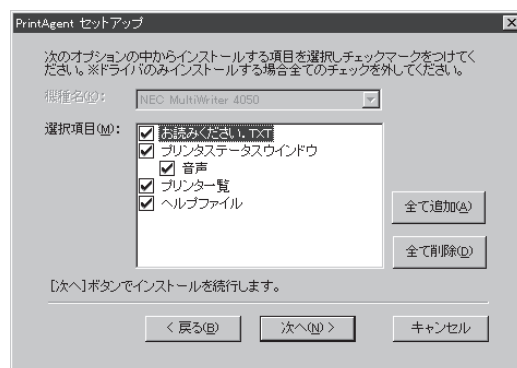 PrintAgent セットアップ
次のオプションの中からインストールする項目を選択しチェックマークをつけてく
ださい。※ドライバのみインストールする場合全てのチェックを外してください。
機種名(O):
NEC MultiWriter 4050
選択項目(M):
お読みください.TXT
プリンタステータスウインドウ
音声
プリンター覧
ヘルプファイル
全て追加(A)
全て削除(D)
[次へ]ボタンでインストールを続行します。
< 戻る(B)
次へ(N) >
キャンセル